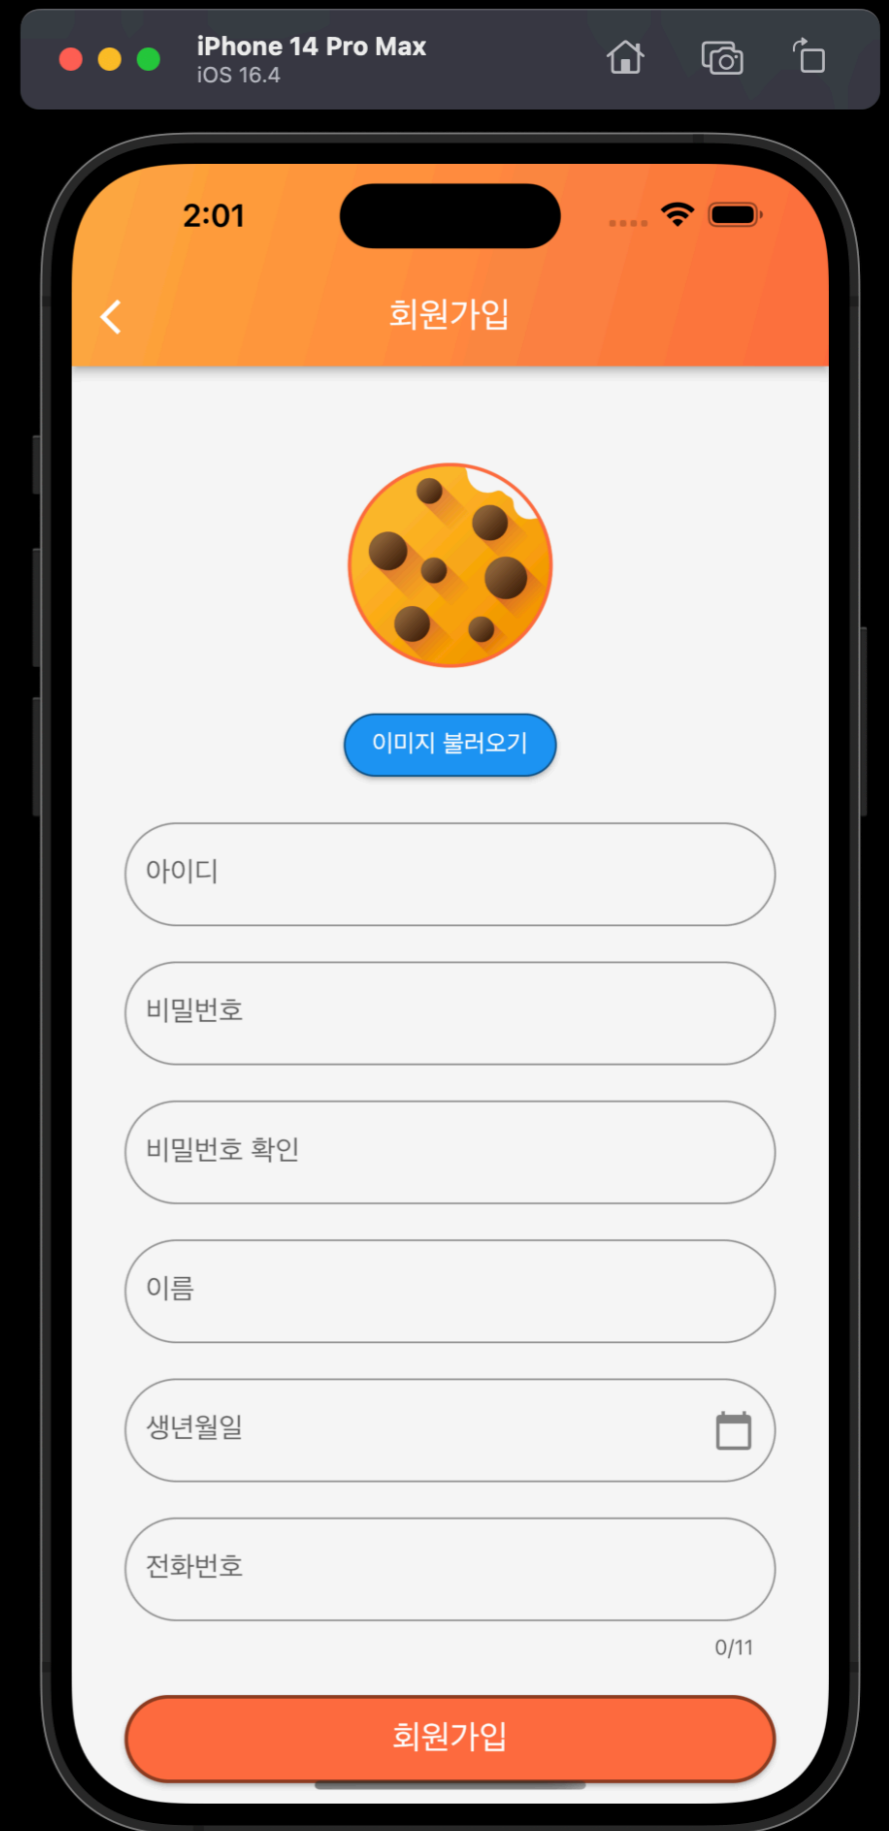 iPhone 14 Pro Max
iOS 16.4
2:01
회원가입
이미지 불러오기
아이디
비밀번호
비밀번호 확인
이름
생년월일
전화번호
0/11
회원가입